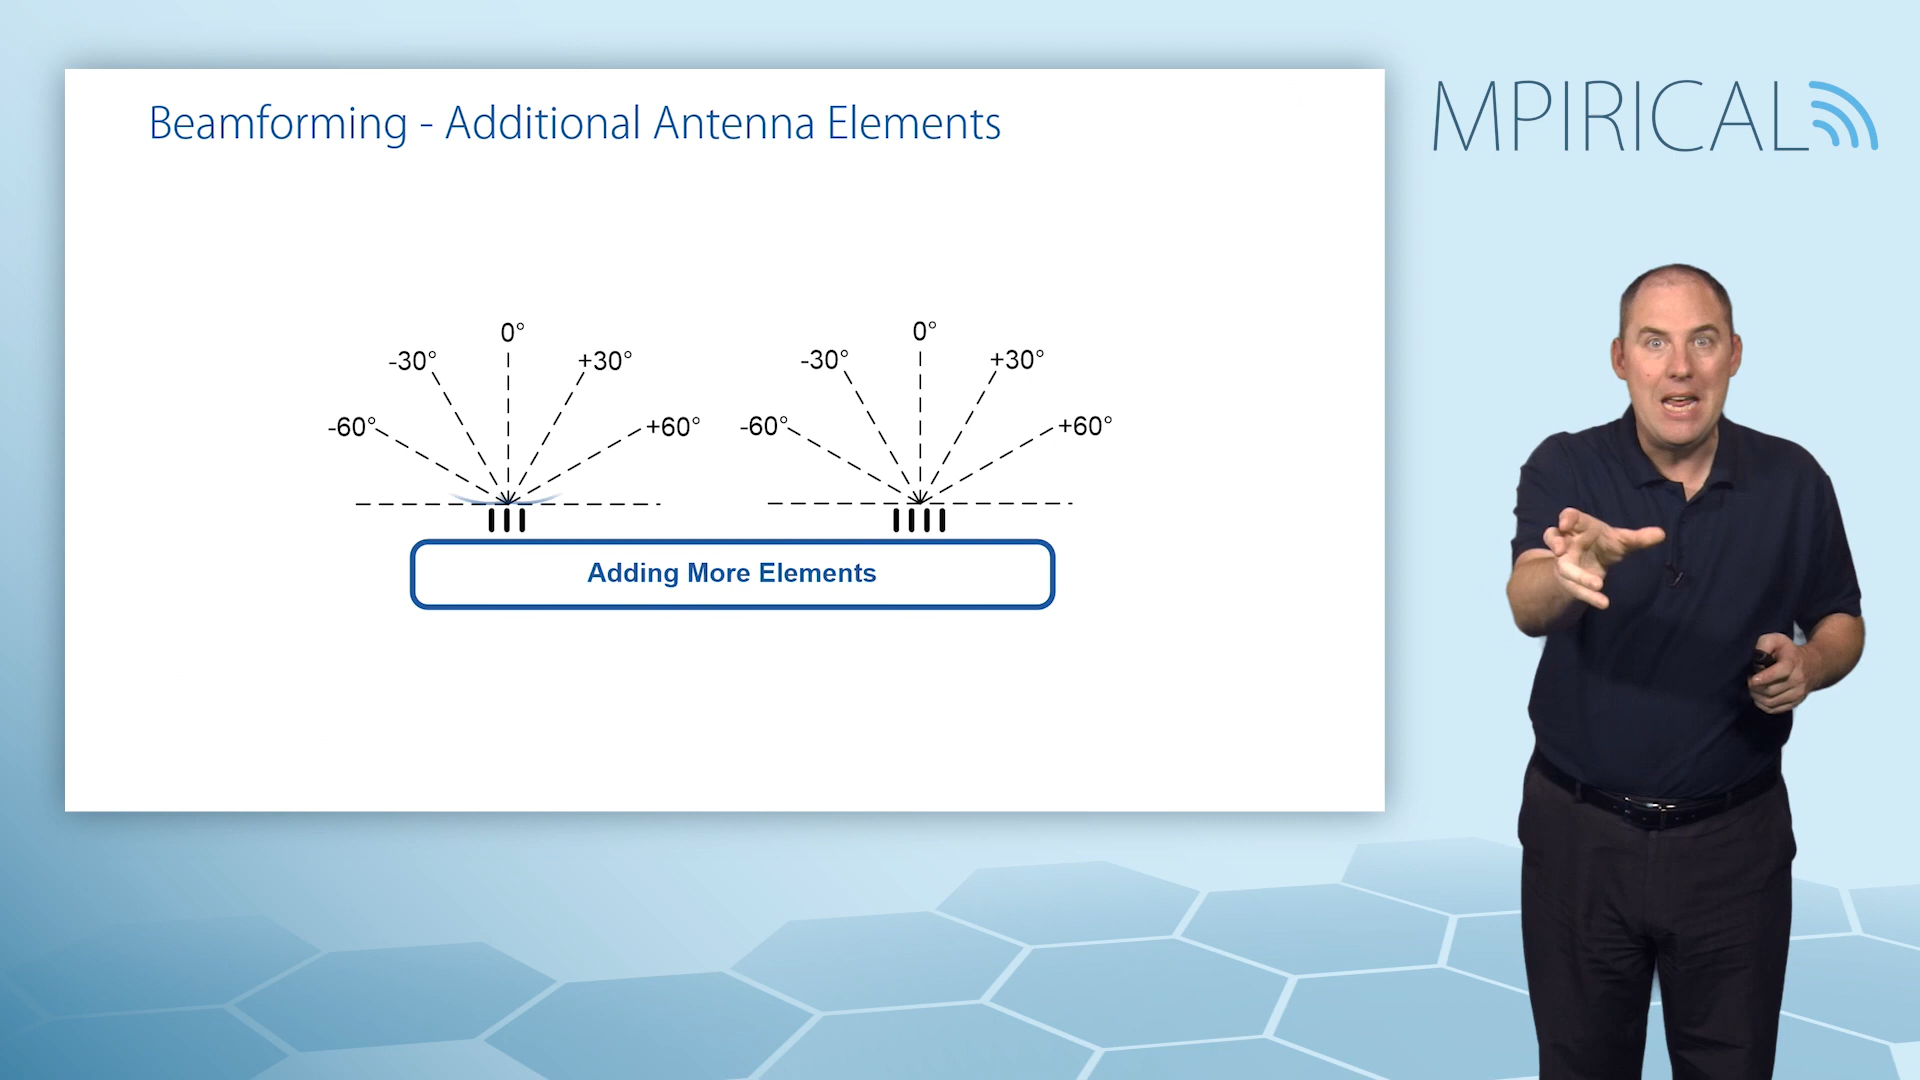 Beamforming - Additional Antenna Elements
MPIRICAL
0°
-30° +30°
-60° +60°
0°
-30° +30°
-60° +60°
Adding More Elements